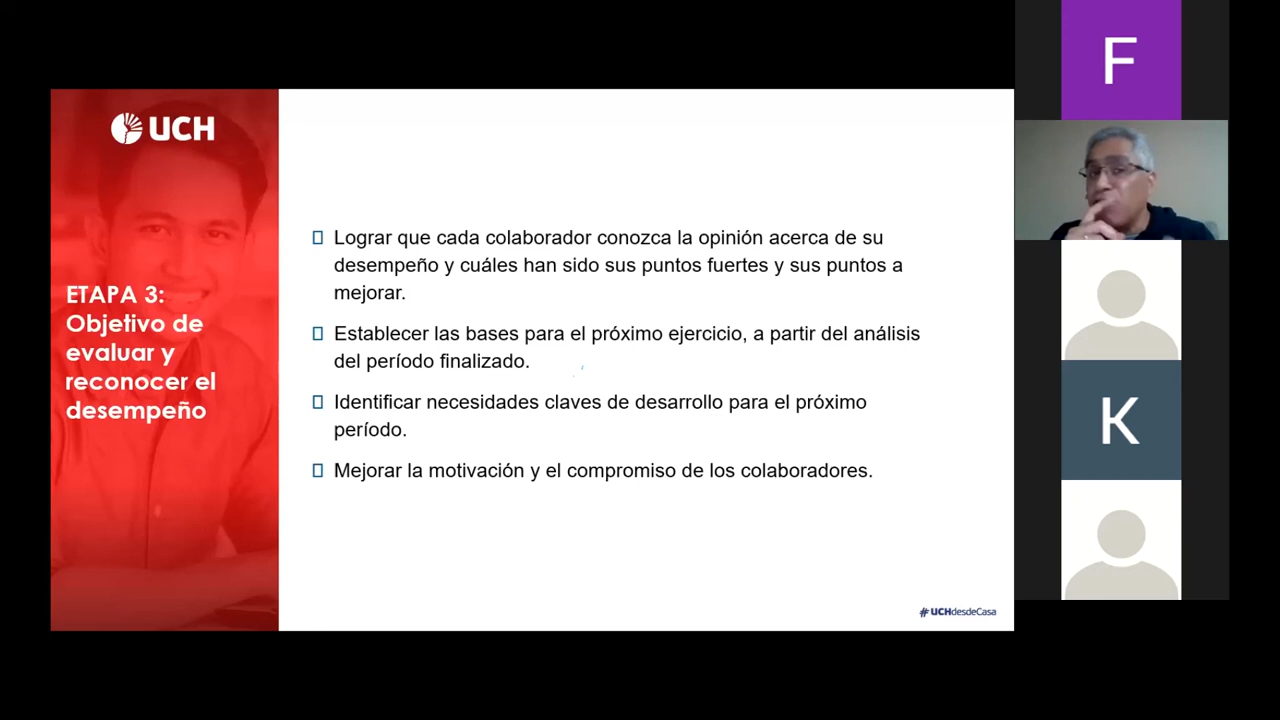 UCH
ETAPA 3:
Objetivo de
evaluar y
reconocer el
desempeño
Lograr que cada colaborador conozca la opinión acerca de su
desempeño y cuáles han sido sus puntos fuertes y sus puntos a
mejorar.
Establecer las bases para el próximo ejercicio, a partir del análisis
del período finalizado.
Identificar necesidades claves de desarrollo para el próximo
período.
Mejorar la motivación y el compromiso de los colaboradores.
#UCHdesdeCasa
F
K